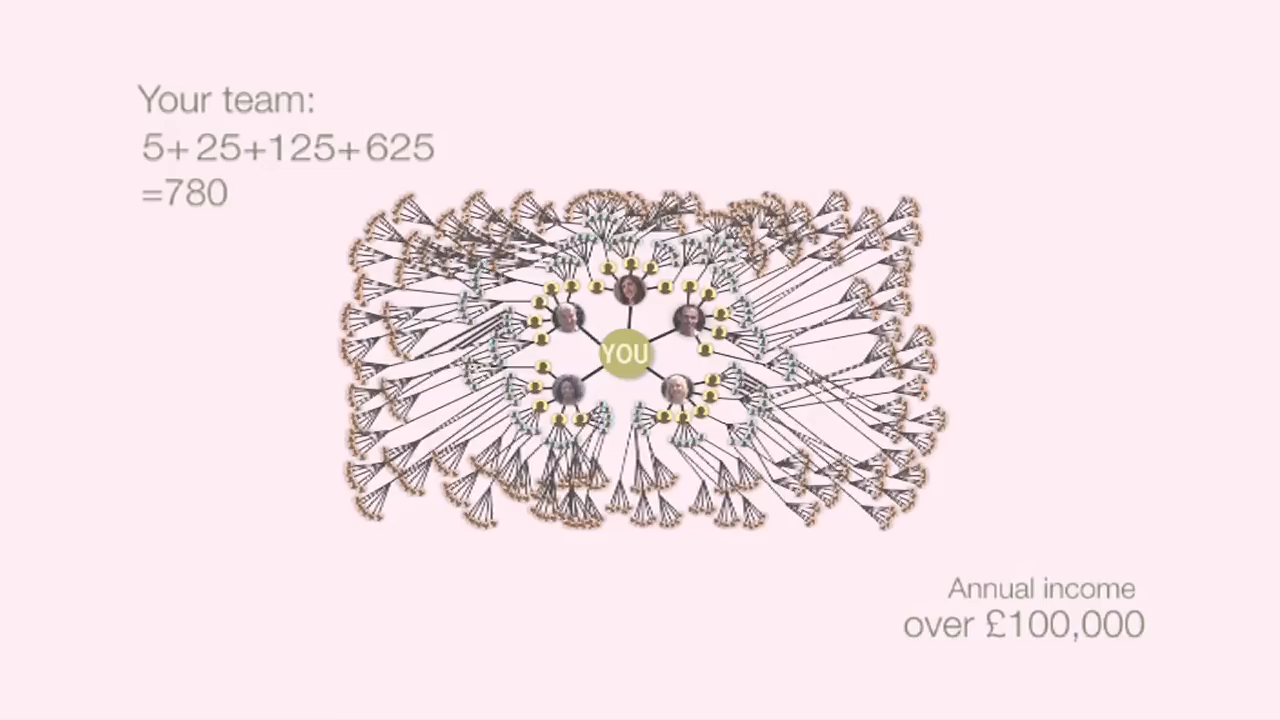 Your team:
5+25+125+625
=780
YOU
Annual income
over £100,000